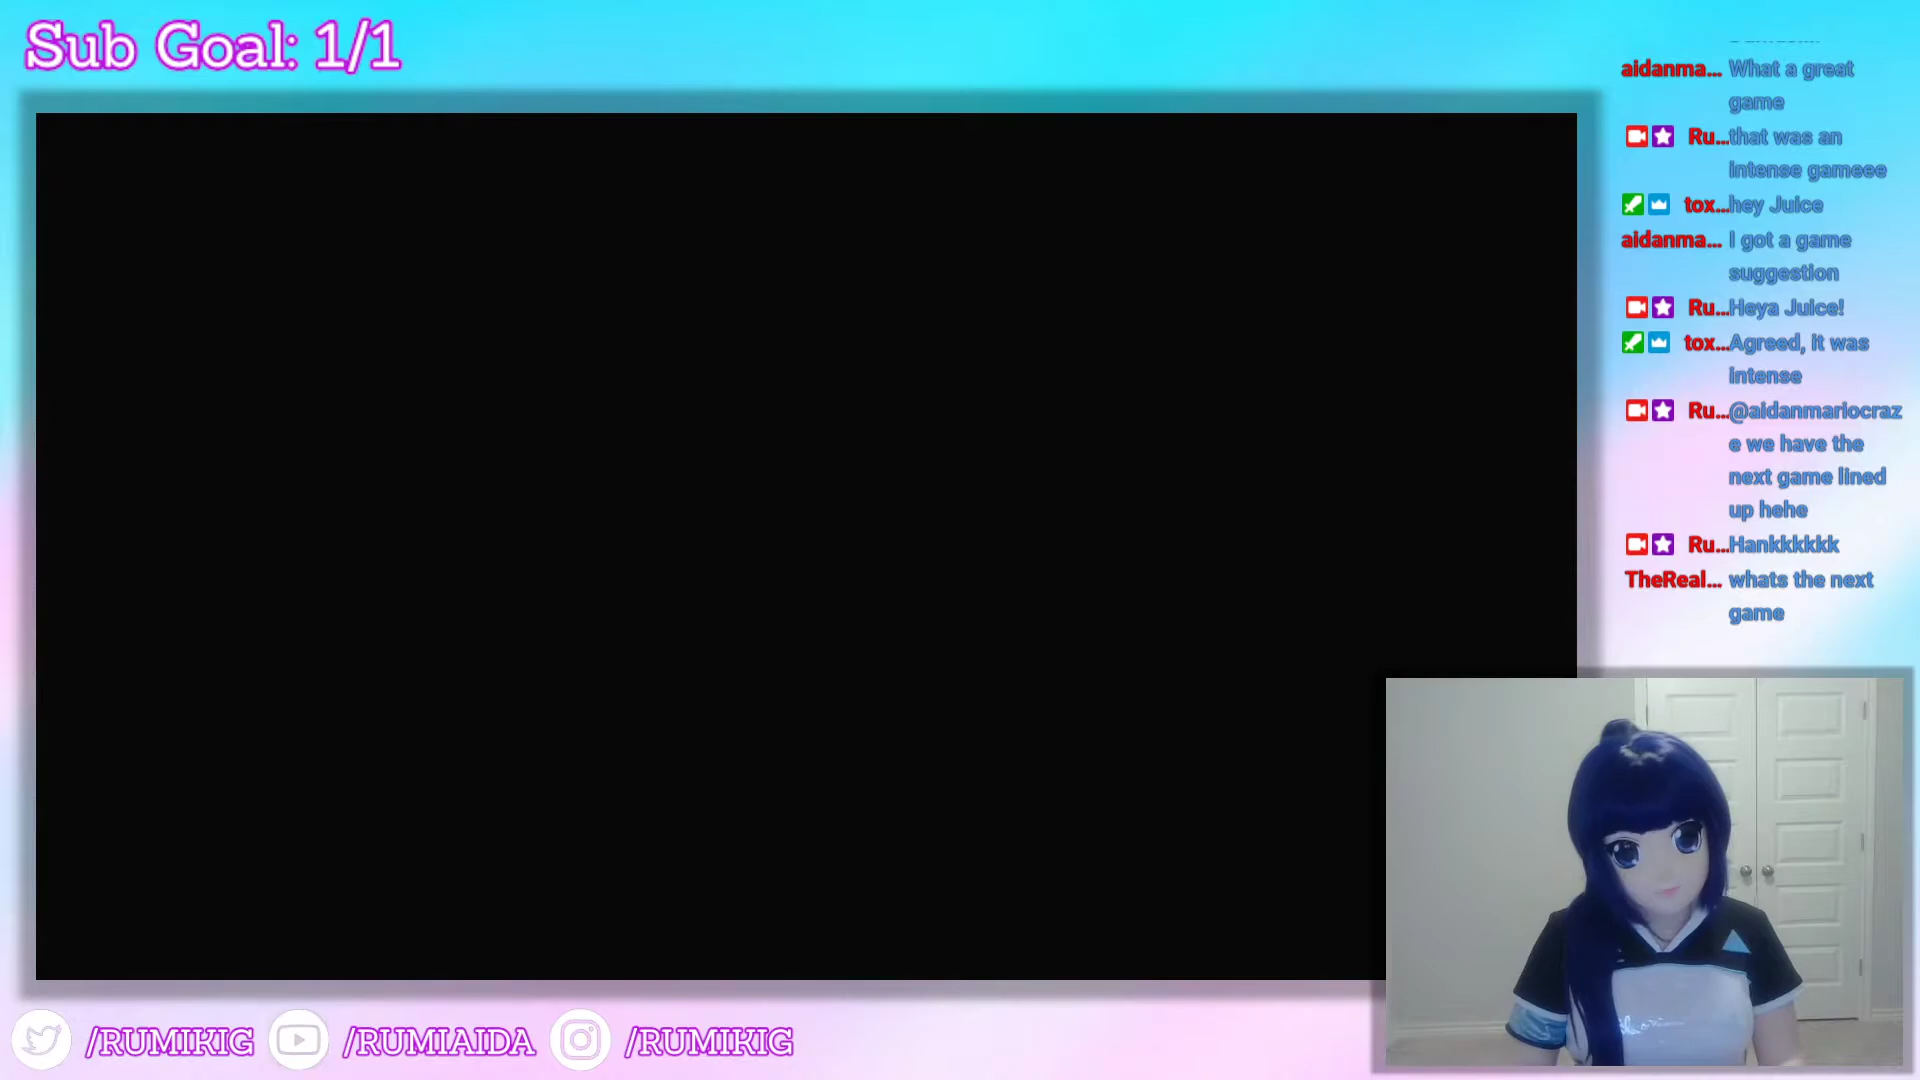 Sub Goal: 1/1
aidanma... What a great
game
Ru... that was an
intense gameee
tox... hey Juice
aidanma... I got a game
suggestion
Ru... Heya Juice!
tox... Agreed, it was
intense
Ru... @aidanmariocraz
e we have the
next game lined
up hehe
Ru... Hankkkkkk
TheReal... whats the next
game
/RUMIKIG /RUMIAIDA /RUMIKIG